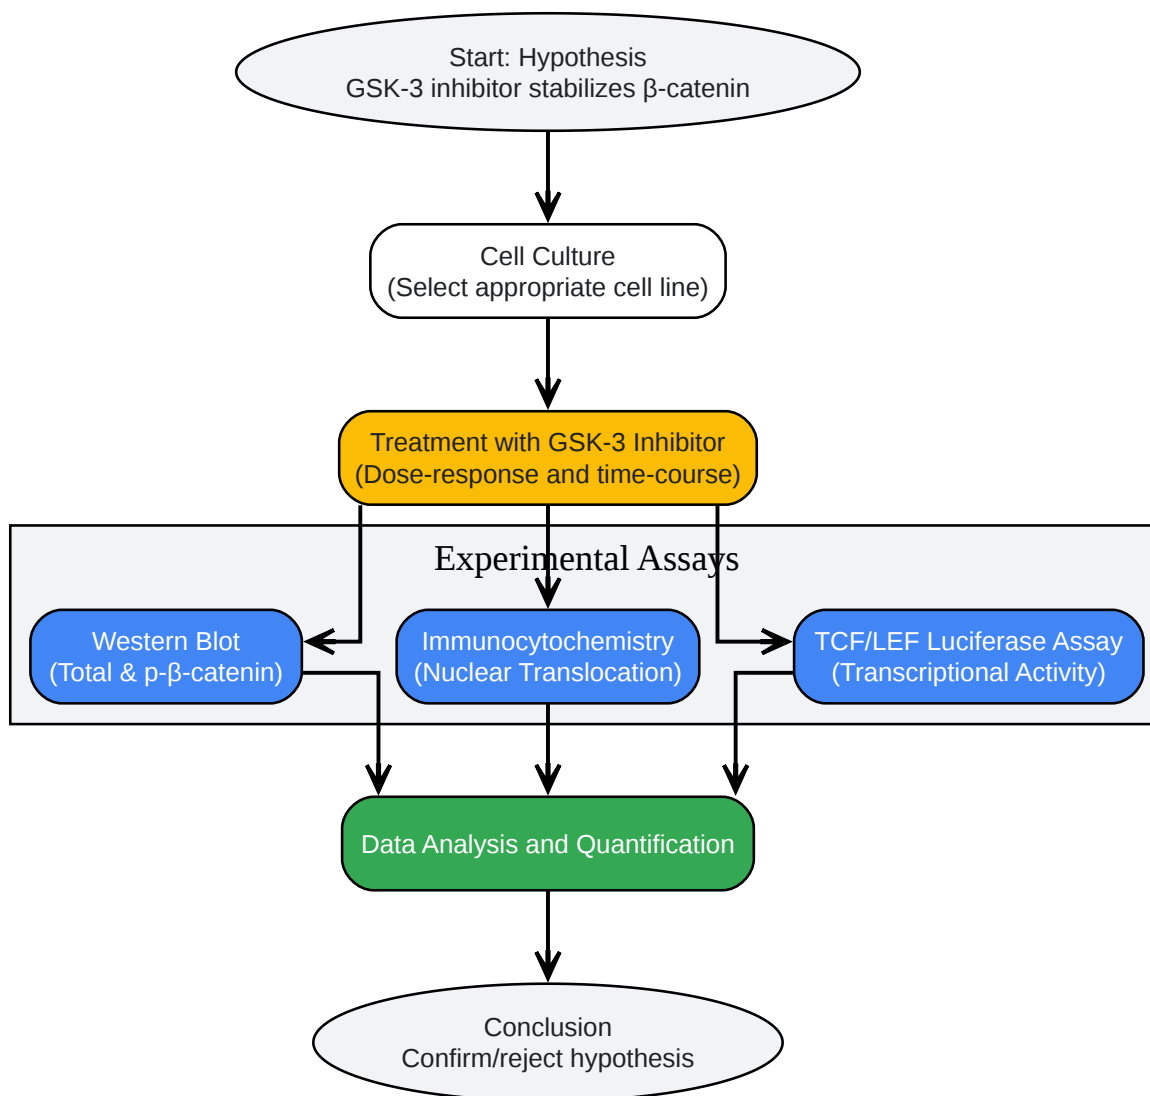 Start: Hypothesis
GSK-3 inhibitor stabilizes β-catenin
Cell Culture
(Select appropriate cell line)
Treatment with GSK-3 Inhibitor
(Dose-response and time-course)
Experimental Assays
Western Blot
(Total & p-β-catenin)
Immunocytochemistry
(Nuclear Translocation)
TCF/LEF Luciferase Assay
(Transcriptional Activity)
Data Analysis and Quantification
Conclusion
Confirm/reject hypothesis